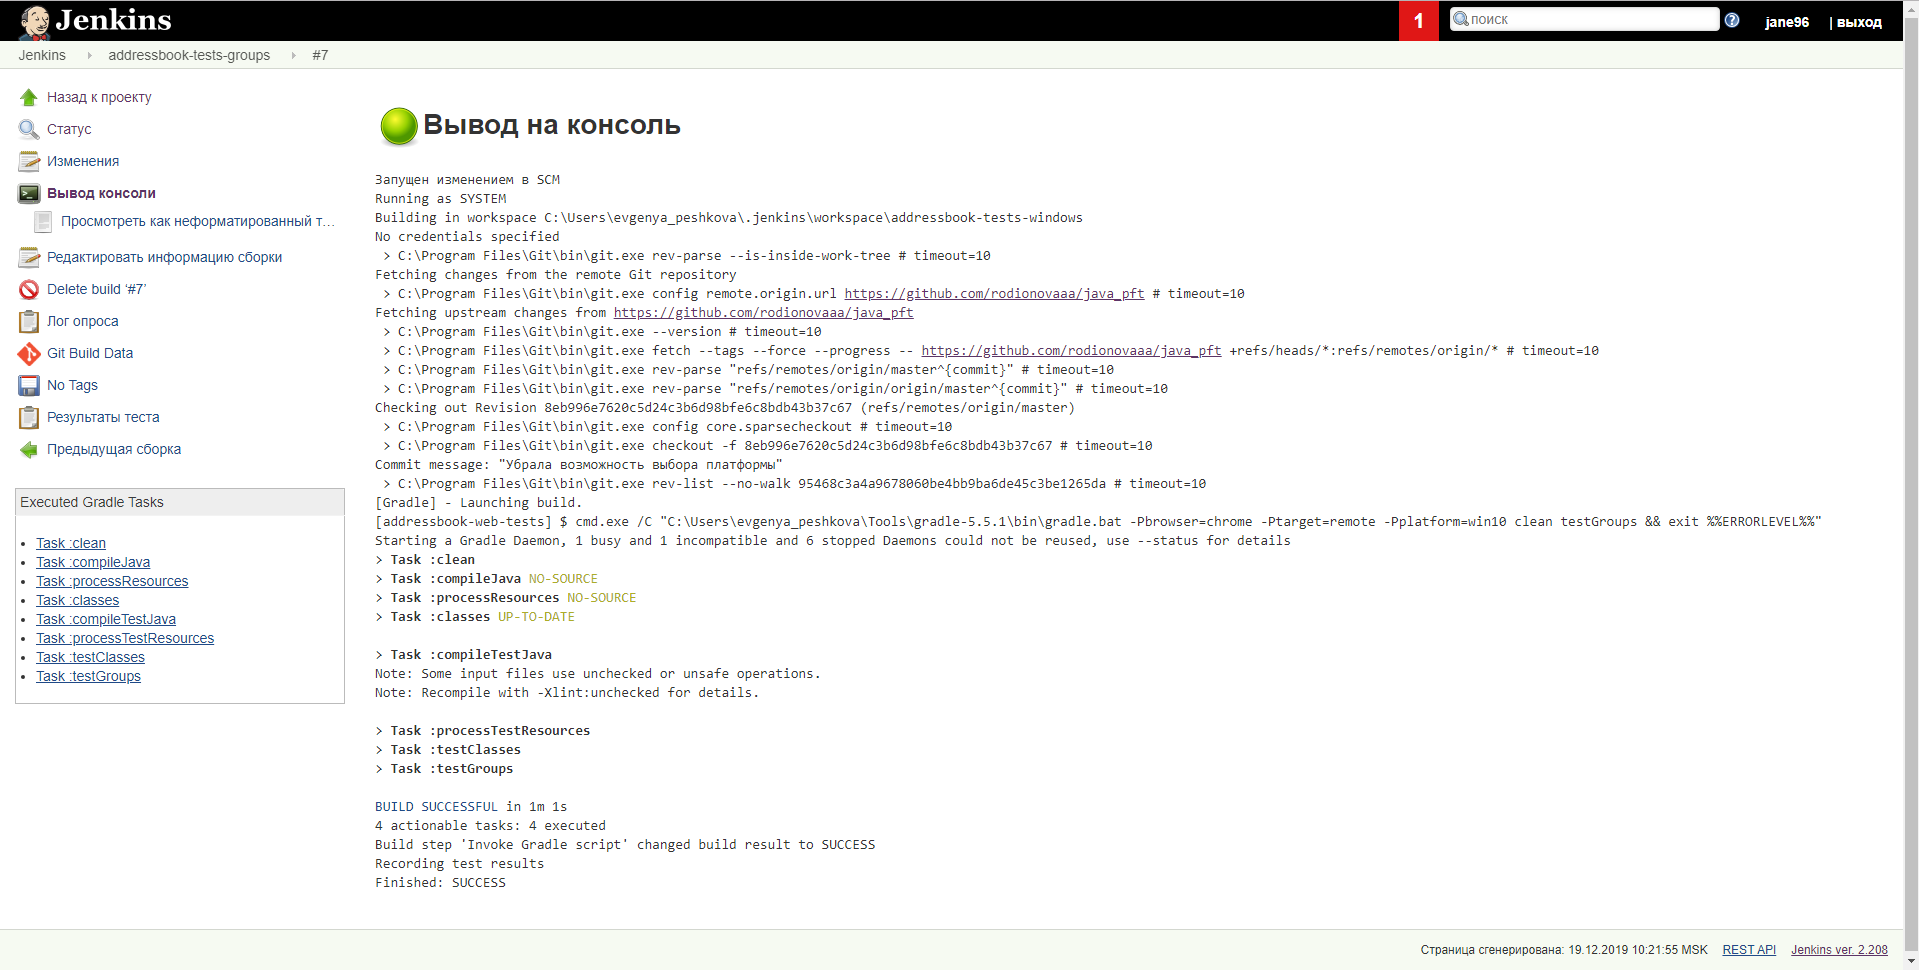 Jenkins
1
поиск
jane96
| выход
Jenkins
addressbook-tests-groups
#7
Назад к проекту
Статус
Изменения
Вывод консоли
Просмотреть как неформатированный т…
Редактировать информацию сборки
Delete build ‘#7’
Лог опроса
Git Build Data
No Tags
Результаты теста
Предыдущая сборка
Executed Gradle Tasks
Task :clean
Task :compileJava
Task :processResources
Task :classes
Task :compileTestJava
Task :processTestResources
Task :testClasses
Task :testGroups
Вывод на консоль
Запущен изменением в SCM
Running as SYSTEM
Building in workspace C:\Users\evgenya_peshkova\.jenkins\workspace\addressbook-tests-windows
No credentials specified
> C:\Program Files\Git\bin\git.exe rev-parse --is-inside-work-tree # timeout=10
Fetching changes from the remote Git repository
> C:\Program Files\Git\bin\git.exe config remote.origin.url https://github.com/rodionovaaa/java_pft # timeout=10
Fetching upstream changes from https://github.com/rodionovaaa/java_pft
> C:\Program Files\Git\bin\git.exe --version # timeout=10
> C:\Program Files\Git\bin\git.exe fetch --tags --force --progress -- https://github.com/rodionovaaa/java_pft +refs/heads/*:refs/remotes/origin/* # timeout=10
> C:\Program Files\Git\bin\git.exe rev-parse "refs/remotes/origin/master^{commit}" # timeout=10
> C:\Program Files\Git\bin\git.exe rev-parse "refs/remotes/origin/origin/master^{commit}" # timeout=10
Checking out Revision 8eb996e7620c5d24c3b6d98bfe6c8bdb43b37c67 (refs/remotes/origin/master)
> C:\Program Files\Git\bin\git.exe config core.sparsecheckout # timeout=10
> C:\Program Files\Git\bin\git.exe checkout -f 8eb996e7620c5d24c3b6d98bfe6c8bdb43b37c67 # timeout=10
Commit message: "Убрала возможность выбора платформы"
> C:\Program Files\Git\bin\git.exe rev-list --no-walk 95468c3a4a9678060be4bb9ba6de45c3be1265da # timeout=10
[Gradle] - Launching build.
[addressbook-web-tests] $ cmd.exe /C "C:\Users\evgenya_peshkova\Tools\gradle-5.5.1\bin\gradle.bat -Pbrowser=chrome -Ptarget=remote -Pplatform=win10 clean testGroups && exit %%ERRORLEVEL%%"
Starting a Gradle Daemon, 1 busy and 1 incompatible and 6 stopped Daemons could not be reused, use --status for details
> Task :clean
> Task :compileJava NO-SOURCE
> Task :processResources NO-SOURCE
> Task :classes UP-TO-DATE
> Task :compileTestJava
Note: Some input files use unchecked or unsafe operations.
Note: Recompile with -Xlint:unchecked for details.
> Task :processTestResources
> Task :testClasses
> Task :testGroups
BUILD SUCCESSFUL in 1m 1s
4 actionable tasks: 4 executed
Build step 'Invoke Gradle script' changed build result to SUCCESS
Recording test results
Finished: SUCCESS
Страница сгенерирована: 19.12.2019 10:21:55 MSK
REST API
Jenkins ver. 2.208